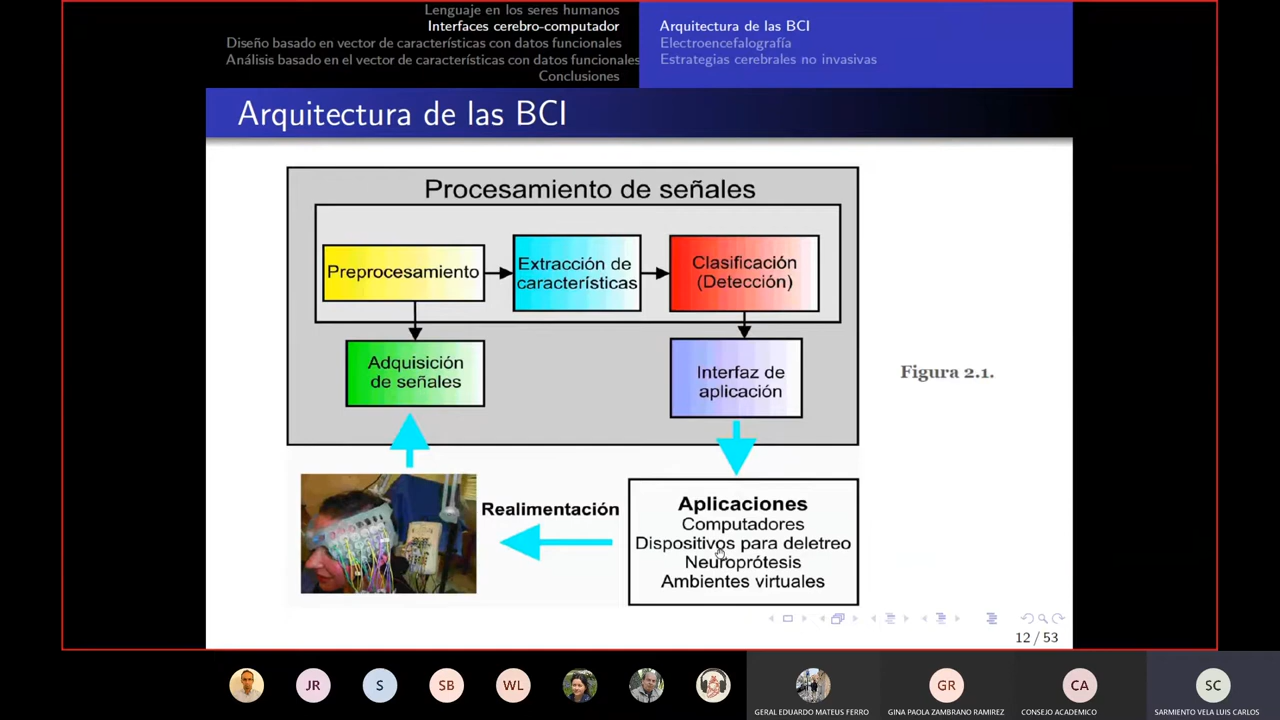 Lenguaje en los seres humanos
Interfaces cerebro-computador
Diseño basado en vector de características con datos funcionales
Análisis basado en el vector de características con datos funcionales
Conclusiones
Arquitectura de las BCI
Electroencefalografía
Estrategias cerebrales no invasivas
Arquitectura de las BCI
Procesamiento de señales
Preprocesamiento
Extracción de
características
Clasificación
(Detección)
Adquisición
de señales
Interfaz de
aplicación
Figura 2.1.
Realimentación
Aplicaciones
Computadores
Dispositivos para deletreo
Neuroprótesis
Ambientes virtuales
12 / 53
JR
S
SB
WL
GR
CA
SC
GERAL EDUARDO MATEUS FERRO
GINA PAOLA ZAMBRANO RAMIREZ
CONSEJO ACADEMICO
SARMIENTO VELA LUIS CARLOS